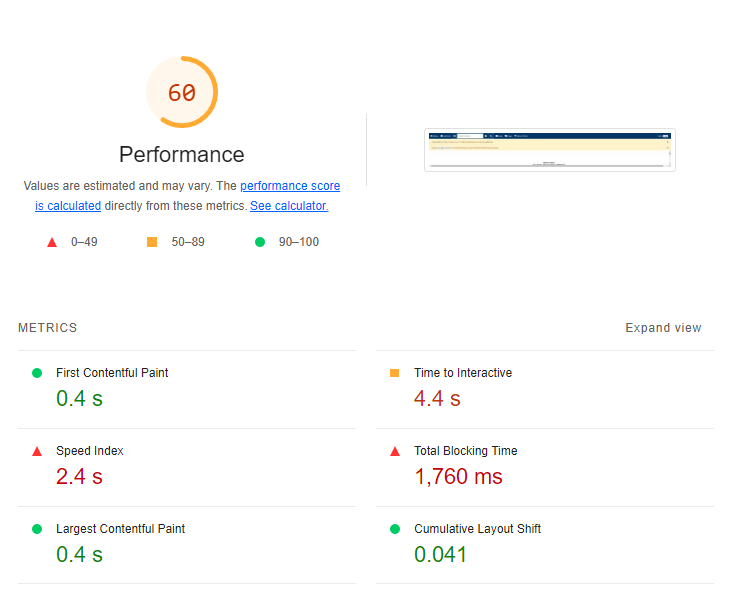 60
Performance
Values are estimated and may vary. The performance score
is calculated directly from these metrics. See calculator.
0–49
50–89
90–100
METRICS
Expand view
First Contentful Paint
0.4 s
Time to Interactive
4.4 s
Speed Index
2.4 s
Total Blocking Time
1,760 ms
Largest Contentful Paint
0.4 s
Cumulative Layout Shift
0.041